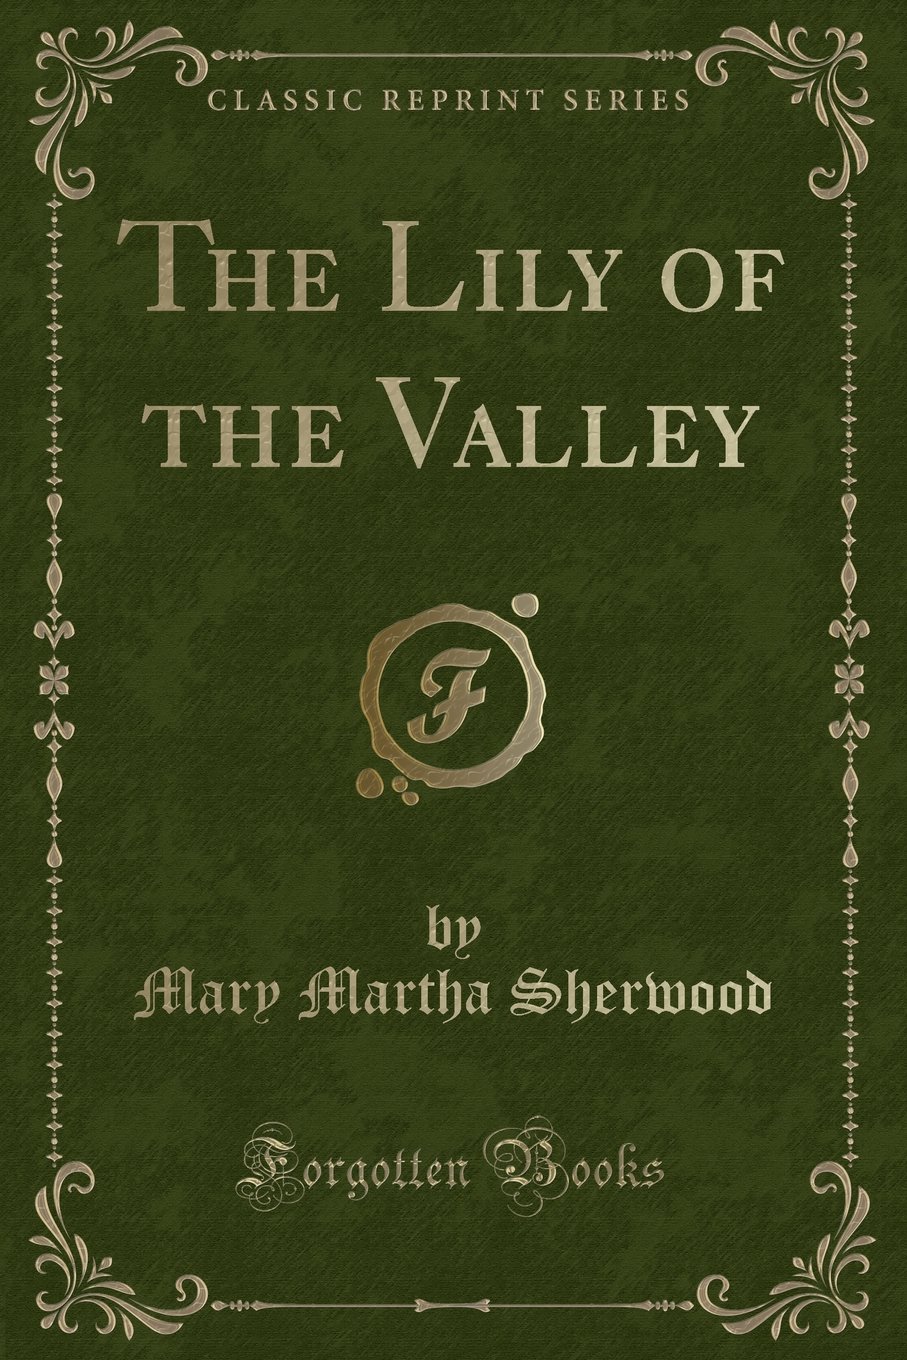 CLASSIC REPRINT SERIES
THE LILY OF
THE VALLEY
F
by
Mary Martha Sherwood
Forgotten Books